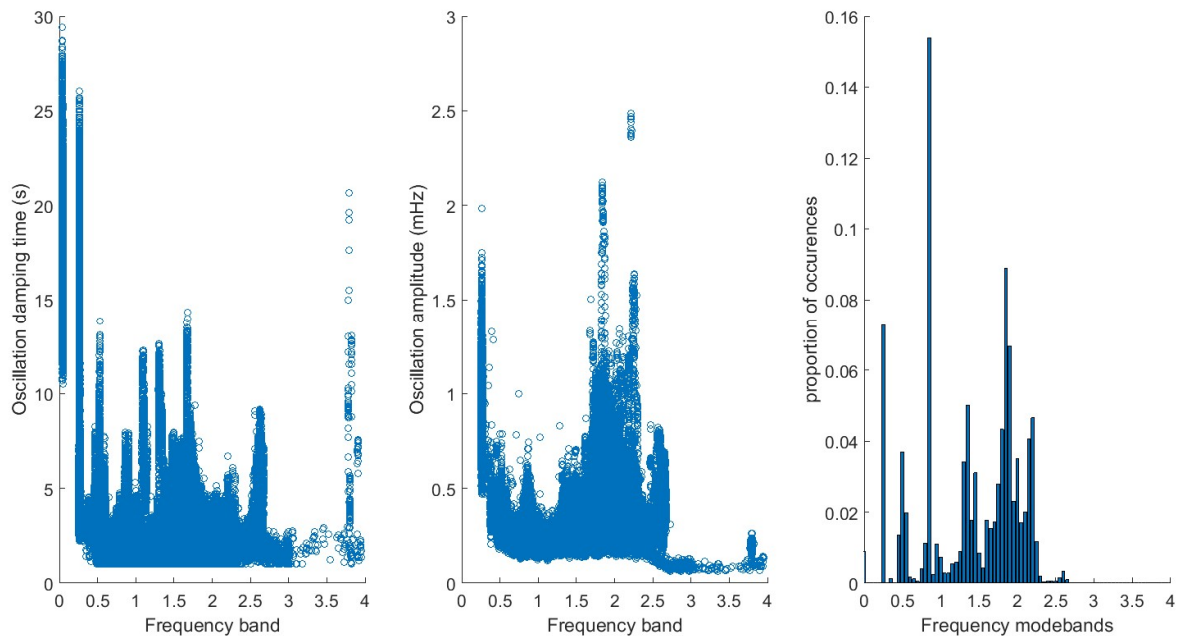 30
25
20
15
10
5
0
Oscillation damping time (s)
0 0.5 1 1.5 2 2.5 3 3.5 4
Frequency band
3
2.5
2
1.5
1
0.5
0
Oscillation amplitude (mHz)
0 0.5 1 1.5 2 2.5 3 3.5 4
Frequency band
0.16
0.14
0.12
0.1
0.08
0.06
0.04
0.02
0
proportion of occurences
0 0.5 1 1.5 2 2.5 3 3.5 4
Frequency modebands